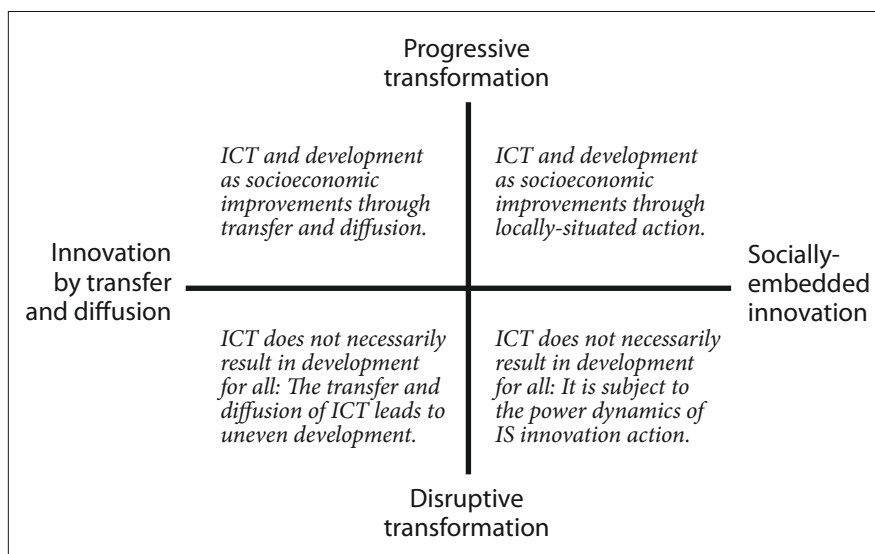 Progressive
transformation
ICT and development
as socioeconomic
improvements through
transfer and diffusion.
ICT and development
as socioeconomic
improvements through
locally-situated action.
Innovation
by transfer
and diffusion
Socially-
embedded
innovation
ICT does not necessarily
result in development
for all: The transfer and
diffusion of ICT leads to
uneven development.
ICT does not necessarily
result in development
for all: It is subject to
the power dynamics of
IS innovation action.
Disruptive
transformation